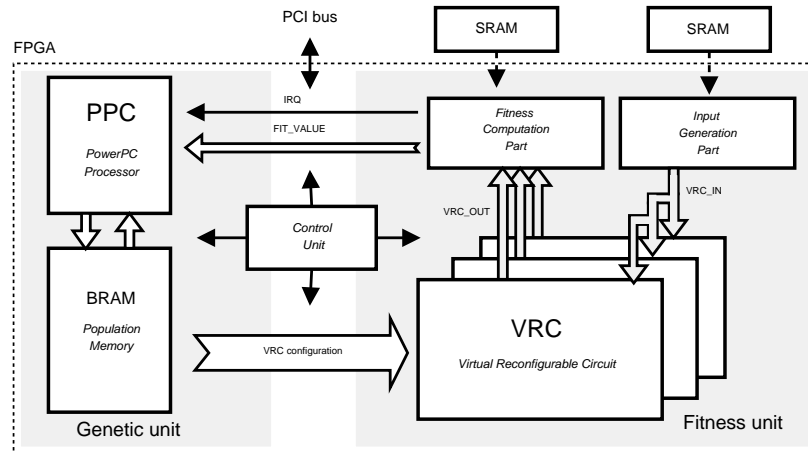 PCI bus
SRAM
SRAM
FPGA
PPC
PowerPC
Processor
IRQ
FIT_VALUE
Fitness
Computation
Part
Input
Generation
Part
VRC_OUT
VRC_IN
Control
Unit
BRAM
Population
Memory
VRC configuration
VRC
Virtual Reconfigurable Circuit
Genetic unit
Fitness unit